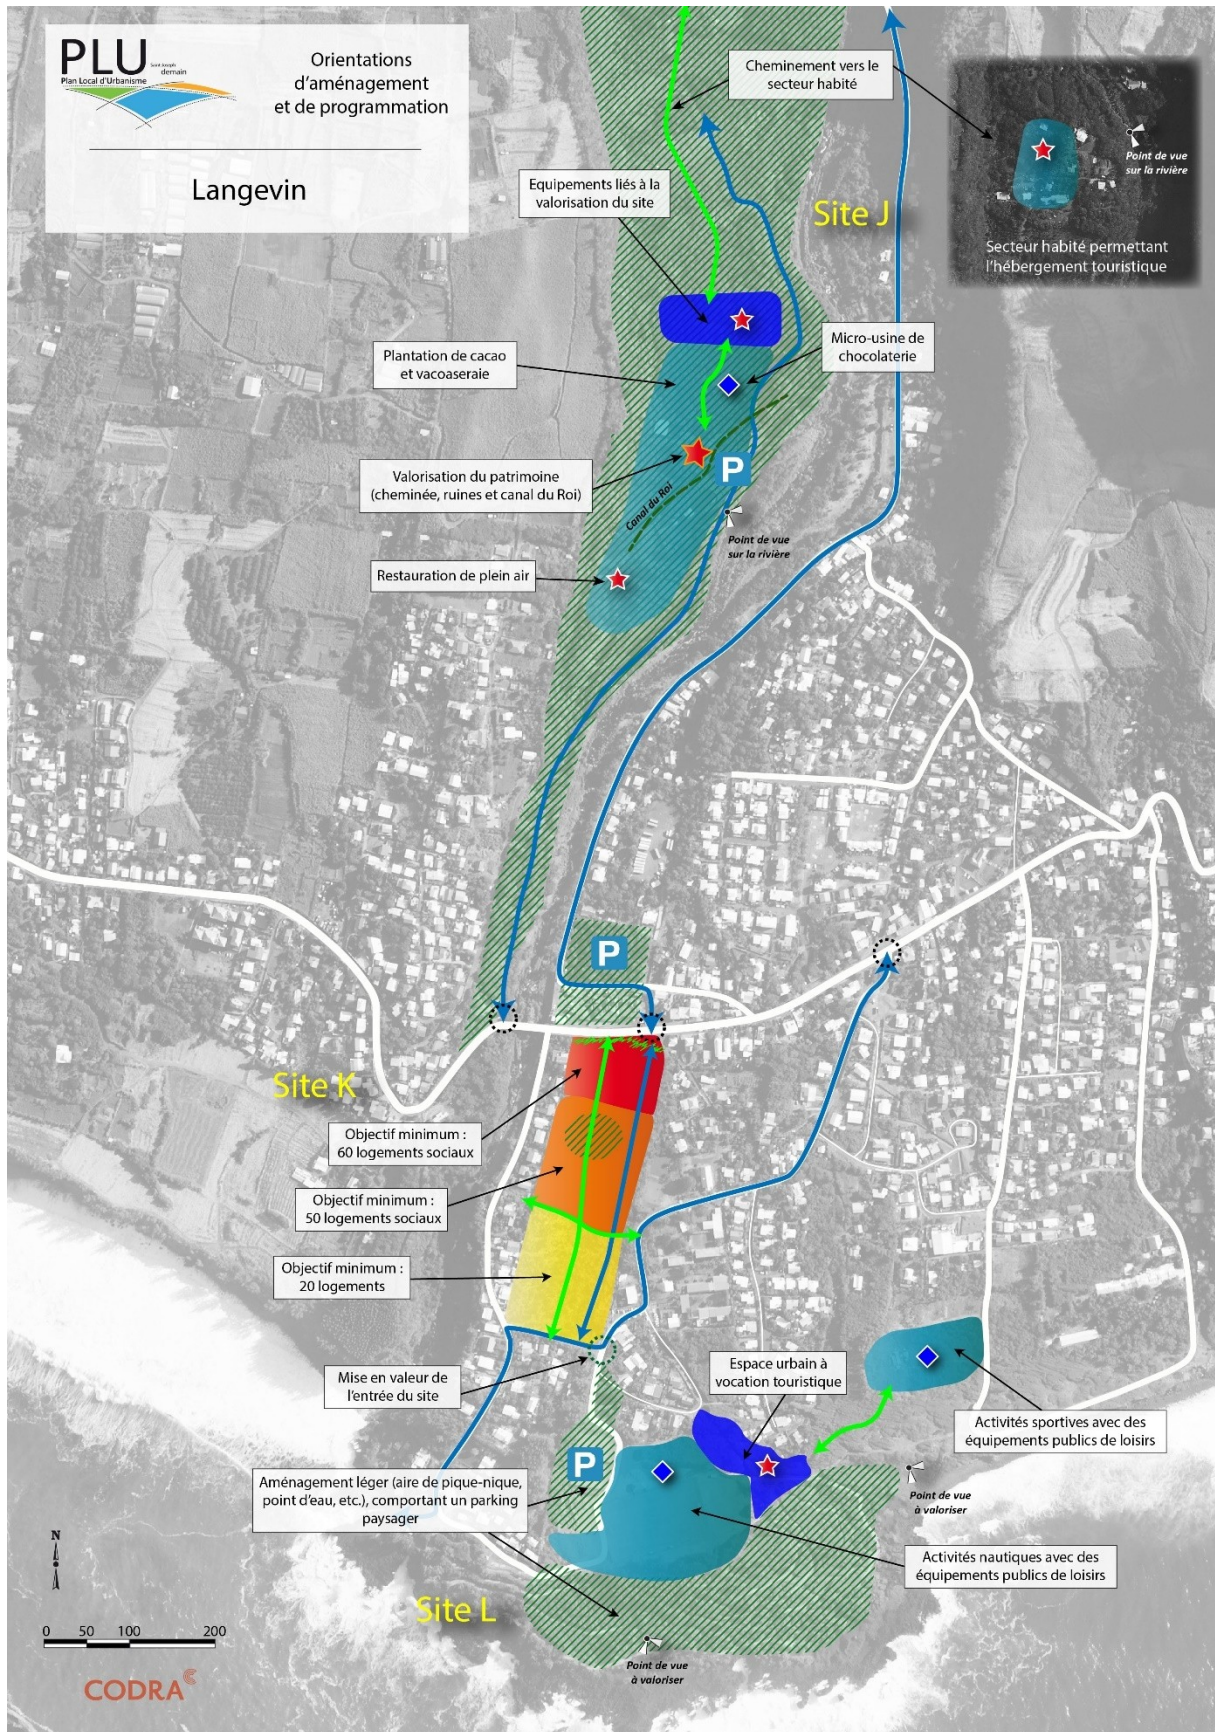 PLU
Saint Joseph
demain
Plan Local d'Urbanisme
Orientations
d'aménagement
et de programmation
Langevin
Cheminement vers le
secteur habité
Point de vue
sur la rivière
Secteur habité permettant
l'hébergement touristique
Equipements liés à la
valorisation du site
Site J
Plantation de cacao
et vacoaseraie
Micro-usine de
chocolaterie
Valorisation du patrimoine
(cheminée, ruines et canal du Roi)
P
Canal du Roi
Point de vue
sur la rivière
Restauration de plein air
P
Site K
Objectif minimum :
60 logements sociaux
Objectif minimum :
50 logements sociaux
Objectif minimum :
20 logements
Mise en valeur de
l'entrée du site
Espace urbain à
vocation touristique
Activités sportives avec des
équipements publics de loisirs
Aménagement léger (aire de pique-nique,
point d'eau, etc.), comportant un parking
paysager
P
Point de vue
à valoriser
Activités nautiques avec des
équipements publics de loisirs
Site L
N
0 50 100 200
Point de vue
à valoriser
CODRA